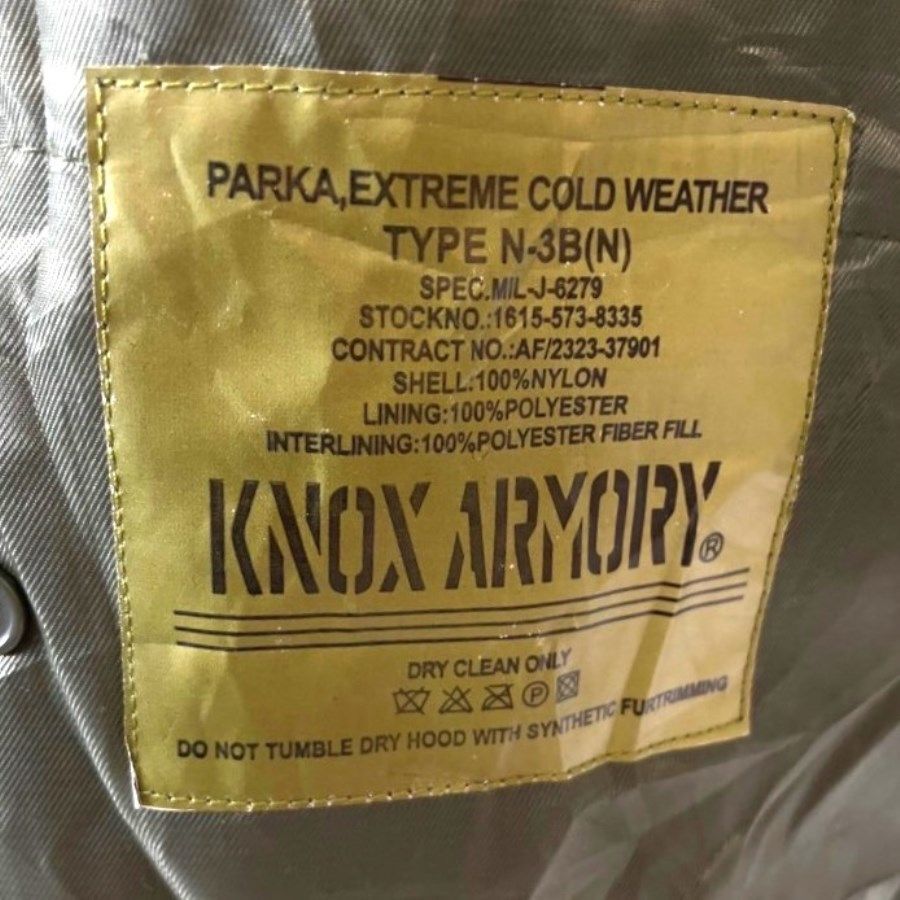 PARKA,EXTREME COLD WEATHER
TYPE N-3B(N)
SPEC.MIL-J-6279
STOCKNO.:1615-573-8335
CONTRACT NO.:AF/2323-37901
SHELL:100%NYLON
LINING:100%POLYESTER
INTERLINING:100%POLYESTER FIBER FILL
KNOX ARMORY®
DRY CLEAN ONLY
P
DO NOT TUMBLE DRY HOOD WITH SYNTHETIC FURTRIMMING